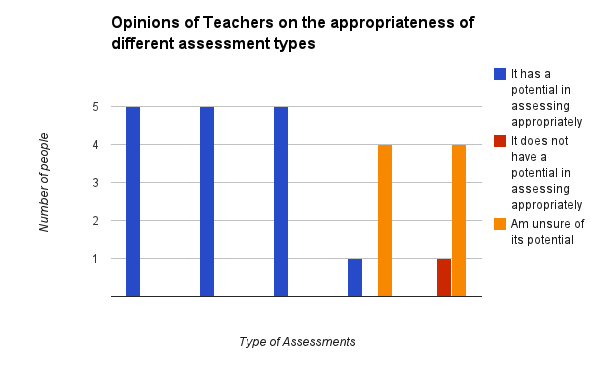 Opinions of Teachers on the appropriateness of
different assessment types
It has a
potential in
assessing
appropriately
It does not
have a
potential in
assessing
appropriately
Am unsure of
its potential
5
4
3
2
1
Number of people
Type of Assessments